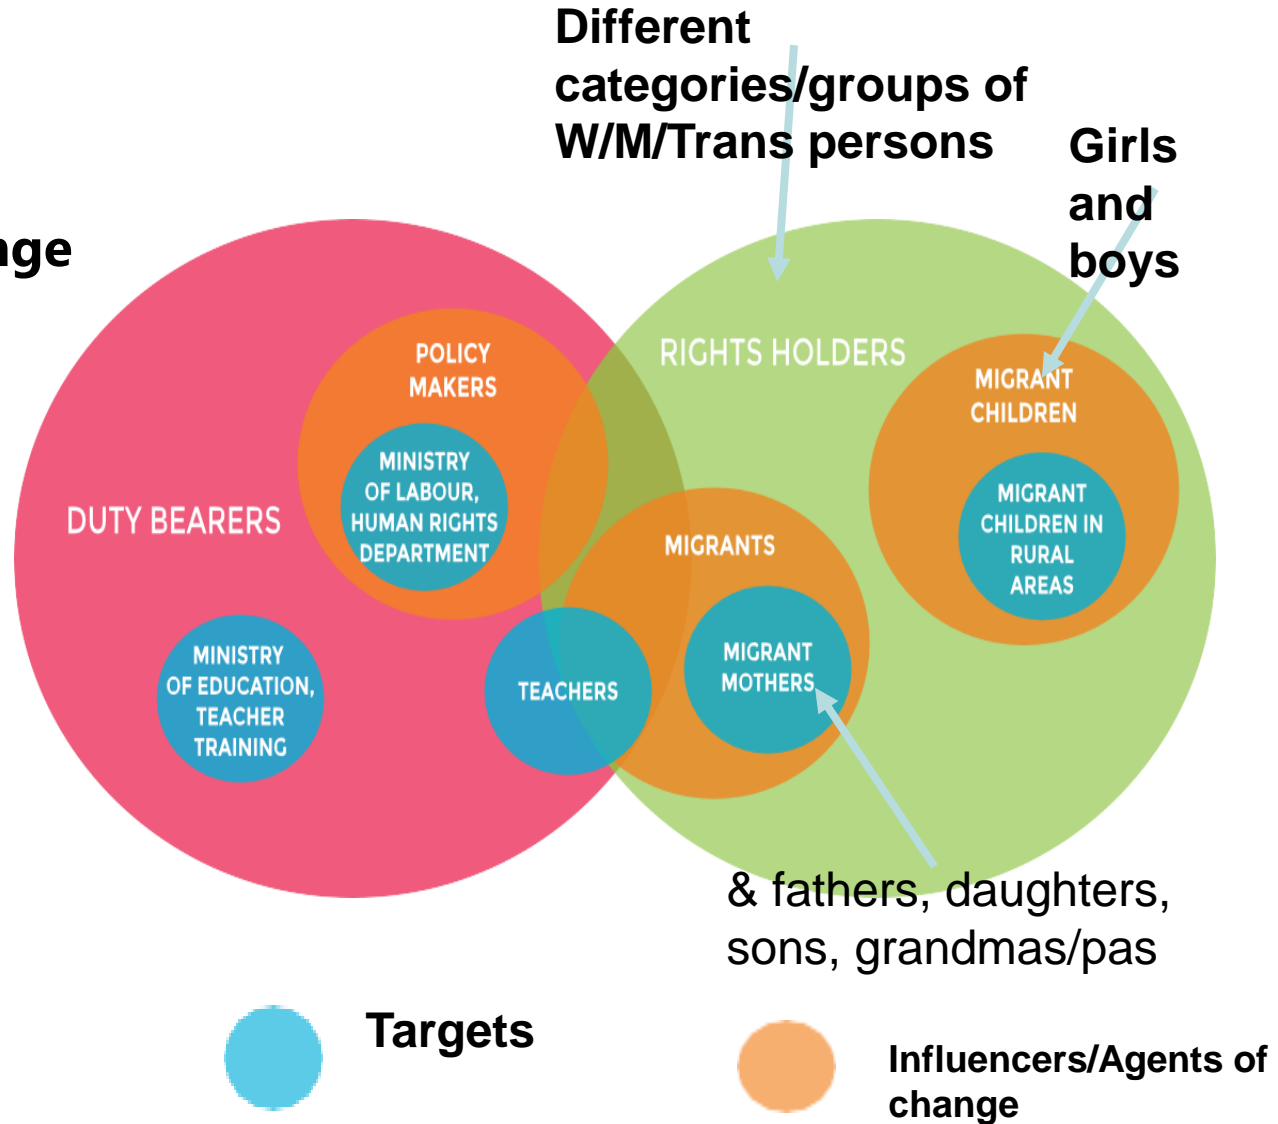 Different
categories/groups of
W/M/Trans persons
Girls
and
boys
nge
POLICY
MAKERS
RIGHTS HOLDERS
MIGRANT
CHILDREN
MINISTRY
OF LABOUR,
HUMAN RIGHTS
DEPARTMENT
MIGRANT
CHILDREN IN
RURAL
AREAS
DUTY BEARERS
MIGRANTS
MINISTRY
OF EDUCATION,
TEACHER
TRAINING
TEACHERS
MIGRANT
MOTHERS
& fathers, daughters,
sons, grandmas/pas
Targets
Influencers/Agents of
change